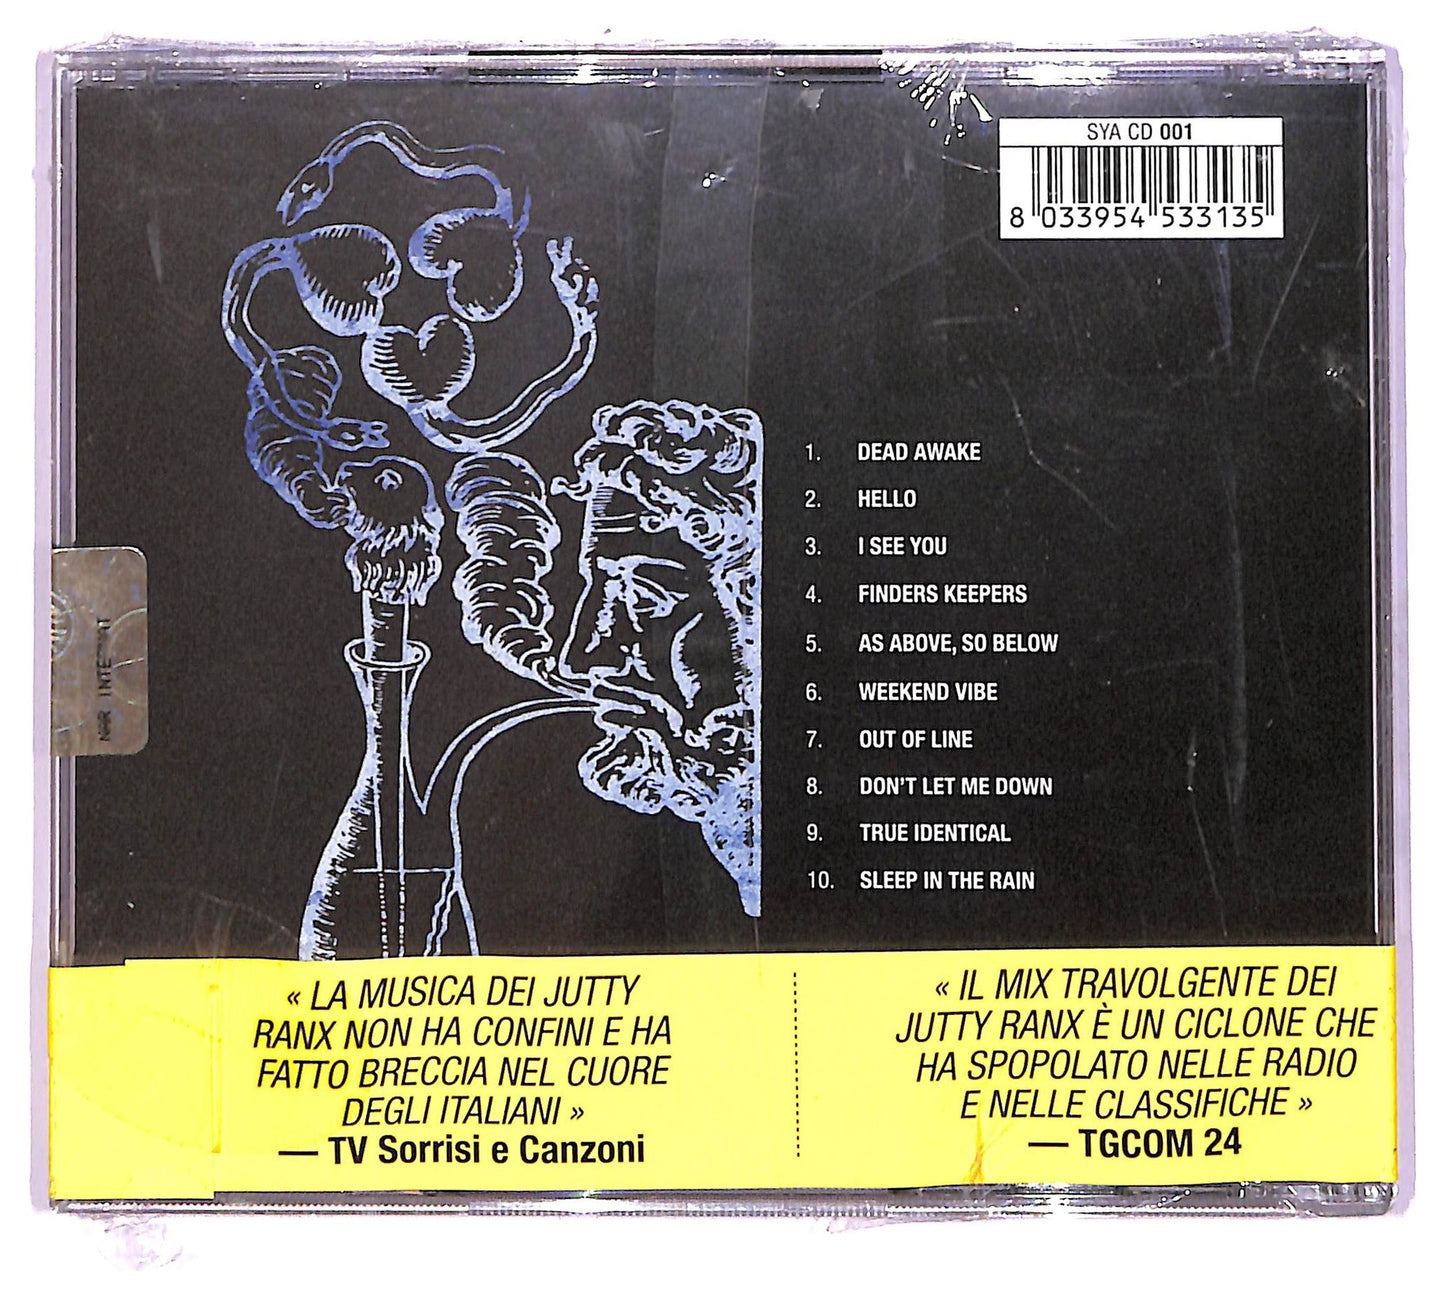 SYA CD 001
8 033954 533135
1. DEAD AWAKE
2. HELLO
3. I SEE YOU
4. FINDERS KEEPERS
5. AS ABOVE, SO BELOW
6. WEEKEND VIBE
7. OUT OF LINE
8. DON'T LET ME DOWN
9. TRUE IDENTICAL
10. SLEEP IN THE RAIN
« LA MUSICA DEI JUTTY
RANX NON HA CONFINI E HA
FATTO BRECCIA NEL CUORE
DEGLI ITALIANI »
— TV Sorrisi e Canzoni
« IL MIX TRAVOLGENTE DEI
JUTTY RANX È UN CICLONE CHE
HA SPOPOLATO NELLE RADIO
E NELLE CLASSIFICHE »
— TGCOM 24